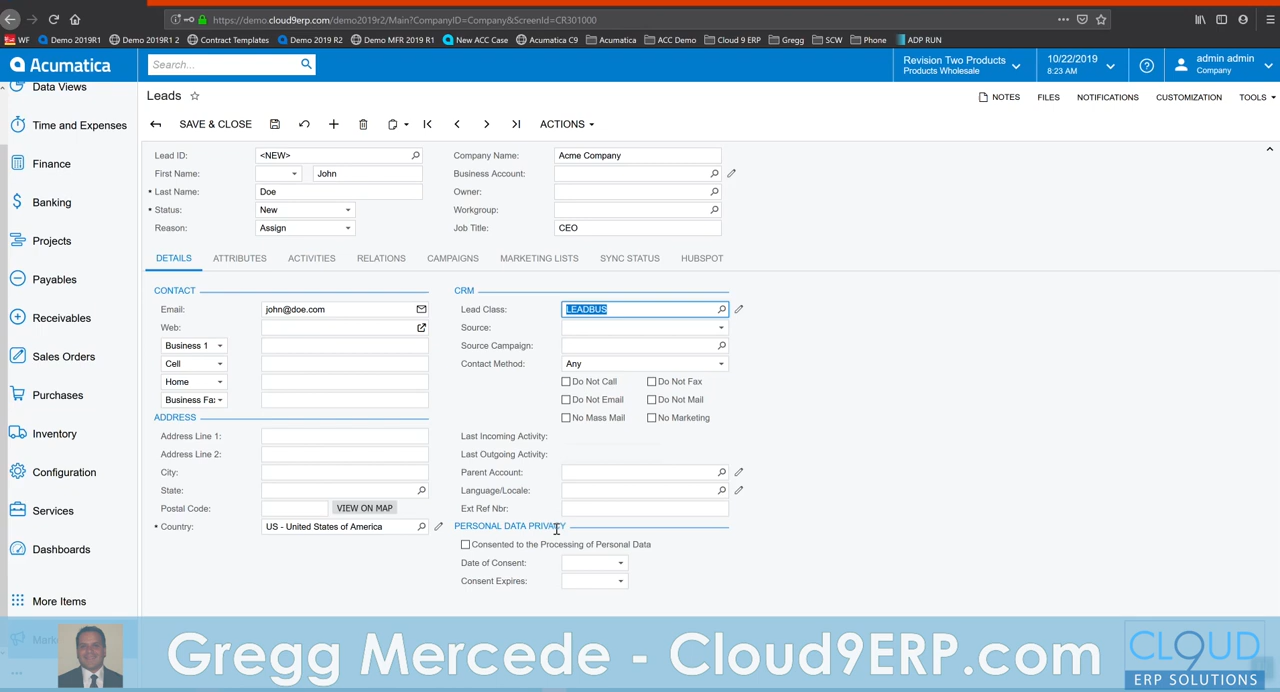 https://demo.cloud9erp.com/demo2019r2/Main?CompanyID=Company&ScreenId=CR301000
WF Demo 2019R1 Demo 2019R1 2 Contract Templates Demo 2019 R2 Demo MFR 2019 R1 New ACC Case Acumatica C9 Acumatica ACC Demo Cloud 9 ERP Gregg SCW Phone ADP RUN
Acumatica
Search...
Revision Two Products
Products Wholesale
10/22/2019
8:23 AM
admin admin
Company
Data Views
Time and Expenses
Finance
Banking
Projects
Payables
Receivables
Sales Orders
Purchases
Inventory
Configuration
Services
Dashboards
More Items
Leads
NOTES FILES NOTIFICATIONS CUSTOMIZATION TOOLS
SAVE & CLOSE ACTIONS
Lead ID: <NEW>
First Name: John
Last Name: Doe
Status: New
Reason: Assign
Company Name: Acme Company
Business Account:
Owner:
Workgroup:
Job Title: CEO
DETAILS ATTRIBUTES ACTIVITIES RELATIONS CAMPAIGNS MARKETING LISTS SYNC STATUS HUBSPOT
CONTACT
Email: john@doe.com
Web:
Business 1
Cell
Home
Business Fa:
ADDRESS
Address Line 1:
Address Line 2:
City:
State:
Postal Code: VIEW ON MAP
Country: US - United States of America
CRM
Lead Class: LEADBUS
Source:
Source Campaign:
Contact Method: Any
Do Not Call Do Not Fax
Do Not Email Do Not Mail
No Mass Mail No Marketing
Last Incoming Activity:
Last Outgoing Activity:
Parent Account:
Language/Locale:
Ext Ref Nbr:
PERSONAL DATA PRIVACY
Consented to the Processing of Personal Data
Date of Consent:
Consent Expires:
Gregg Mercede - Cloud9ERP.com
CLOUD
9
ERP SOLUTIONS